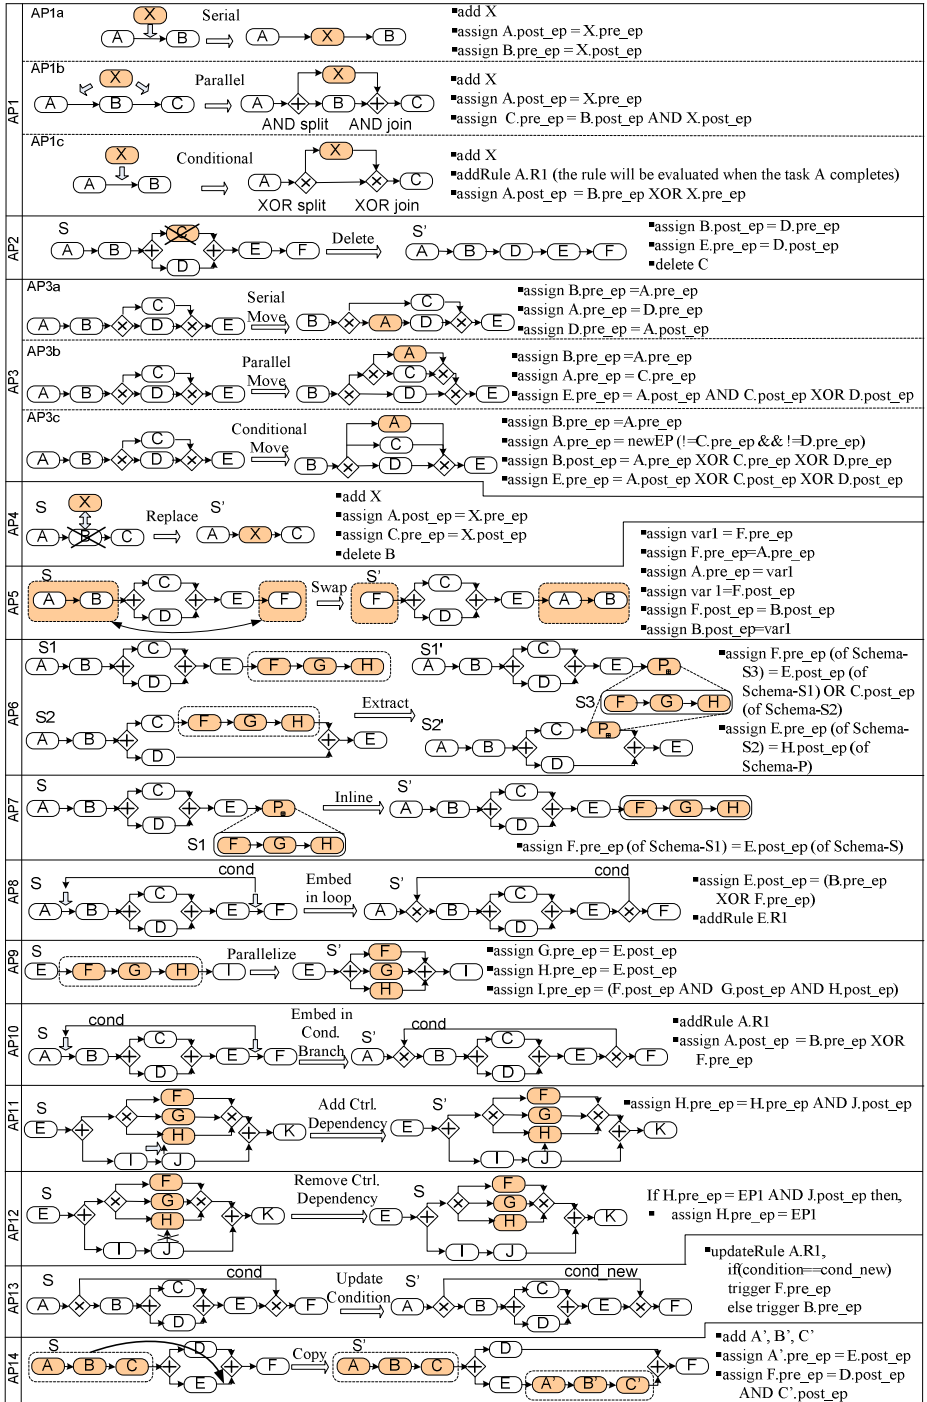 AP1
AP1a
X
Serial
A
B
A
X
B
▪add X
▪assign A.post_ep = X.pre_ep
▪assign B.pre_ep = X.post_ep
AP1b
X
Parallel
X
A
B
C
A
B
C
AND split AND join
▪add X
▪assign A.post_ep = X.pre_ep
▪assign C.pre_ep = B.post_ep AND X.post_ep
AP1c
X
Conditional
X
A
B
A
C
XOR split XOR join
▪add X
▪addRule A.R1 (the rule will be evaluated when the task A completes)
▪assign A.post_ep = B.pre_ep XOR X.pre_ep
AP2
S
A
B
C
D
E
F
Delete
S'
A
B
D
E
F
▪assign B.post_ep = D.pre_ep
▪assign E.pre_ep = D.post_ep
▪delete C
AP3
AP3a
A
B
C
D
E
Serial
Move
B
C
A
D
E
▪assign B.pre_ep =A.pre_ep
▪assign A.pre_ep = D.pre_ep
▪assign D.pre_ep = A.post_ep
AP3b
A
B
C
D
E
Parallel
Move
B
A
C
D
E
▪assign B.pre_ep =A.pre_ep
▪assign A.pre_ep = C.pre_ep
▪assign E.pre_ep = A.post_ep AND C.post_ep XOR D.post_ep
AP3c
A
B
C
D
E
Conditional
Move
B
A
C
D
E
▪assign B.pre_ep =A.pre_ep
▪assign A.pre_ep = newEP (!=C.pre_ep && !=D.pre_ep)
▪assign B.post_ep = A.pre_ep XOR C.pre_ep XOR D.pre_ep
▪assign E.pre_ep = A.post_ep XOR C.post_ep XOR D.post_ep
AP4
S
X
A
B
C
Replace
S'
A
X
C
▪add X
▪assign A.post_ep = X.pre_ep
▪assign C.pre_ep = X.post_ep
▪delete B
AP5
S
A
B
C
D
E
F
Swap
S'
F
C
D
E
A
B
▪assign var1 = F.pre_ep
▪assign F.pre_ep=A.pre_ep
▪assign A.pre_ep = var1
▪assign var 1=F.post_ep
▪assign F.post_ep = B.post_ep
▪assign B.post_ep=var1
AP6
S1
A
B
C
D
E
F
G
H
S2
A
B
C
F
G
H
D
E
Extract
S1'
A
B
C
D
E
P
S3
F
G
H
S2'
A
B
C
P
D
E
▪assign F.pre_ep (of Schema-
S3) = E.post_ep (of
Schema-S1) OR C.post_ep
(of Schema-S2)
▪assign E.pre_ep (of Schema-
S2) = H.post_ep (of
Schema-P)
AP7
S
A
B
C
D
E
P
S1
F
G
H
Inline
S'
A
B
C
D
E
F
G
H
▪assign F.pre_ep (of Schema-S1) = E.post_ep (of Schema-S)
AP8
S
cond
A
B
C
D
E
F
Embed
in loop
S'
cond
A
B
C
D
E
F
▪assign E.post_ep = (B.pre_ep
XOR F.pre_ep)
▪addRule E.R1
AP9
S
E
F
G
H
I
Parallelize
S'
E
F
G
H
I
▪assign G.pre_ep = E.post_ep
▪assign H.pre_ep = E.post_ep
▪assign I.pre_ep = (F.post_ep AND G.post_ep AND H.post_ep)
AP10
S
cond
A
B
C
D
E
F
Embed in
Cond.
Branch
S'
cond
A
B
C
D
E
F
▪addRule A.R1
▪assign A.post_ep = B.pre_ep XOR
F.pre_ep
AP11
S
E
F
G
H
I
J
K
Add Ctrl.
Dependency
S'
E
F
G
H
I
J
K
▪assign H.pre_ep = H.pre_ep AND J.post_ep
AP12
S
E
F
G
H
I
J
K
Remove Ctrl.
Dependency
S
E
F
G
H
I
J
K
If H.pre_ep = EP1 AND J.post_ep then,
▪ assign H.pre_ep = EP1
AP13
S
cond
A
B
C
D
E
F
Update
Condition
S'
cond_new
A
B
C
D
E
F
▪updateRule A.R1,
if(condition==cond_new)
trigger F.pre_ep
else trigger B.pre_ep
AP14
S
A
B
C
D
E
F
Copy
S'
A
B
C
D
E
A'
B'
C'
F
▪add A', B', C'
▪assign A'.pre_ep = E.post_ep
▪assign F.pre_ep = D.post_ep
AND C'.post_ep